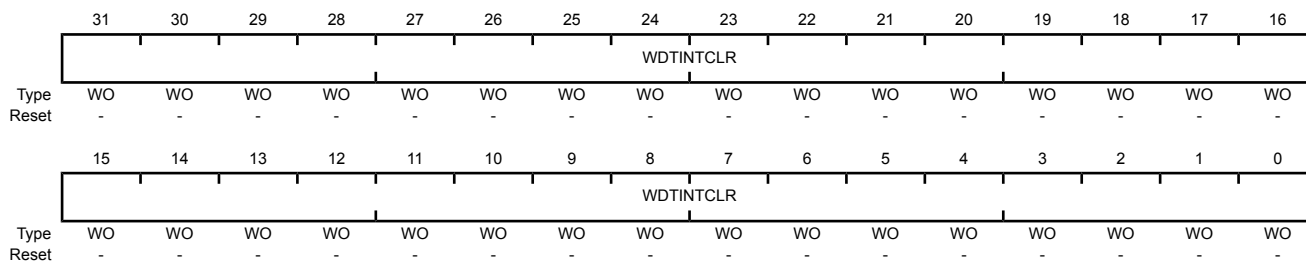 31 30 29 28 27 26 25 24 23 22 21 20 19 18 17 16
WDTINTCLR
Type WO WO WO WO WO WO WO WO WO WO WO WO WO WO WO WO
Reset - - - - - - - - - - - - - - - -
15 14 13 12 11 10 9 8 7 6 5 4 3 2 1 0
WDTINTCLR
Type WO WO WO WO WO WO WO WO WO WO WO WO WO WO WO WO
Reset - - - - - - - - - - - - - - - -